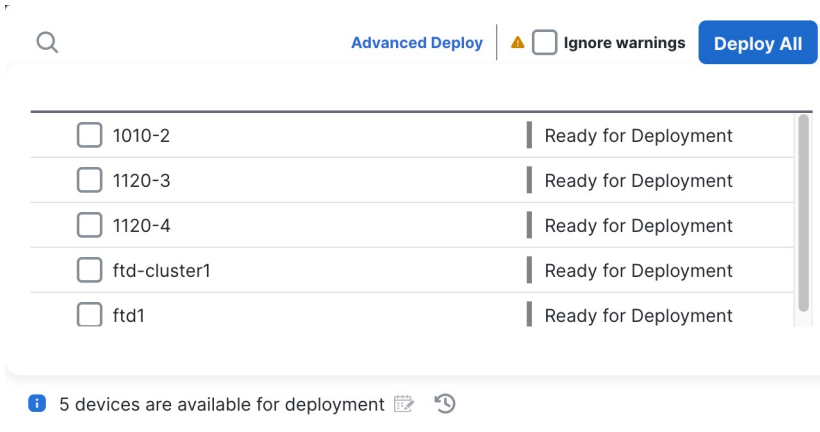 Advanced Deploy Ignore warnings Deploy All
1010-2 Ready for Deployment
1120-3 Ready for Deployment
1120-4 Ready for Deployment
ftd-cluster1 Ready for Deployment
ftd1 Ready for Deployment
5 devices are available for deployment